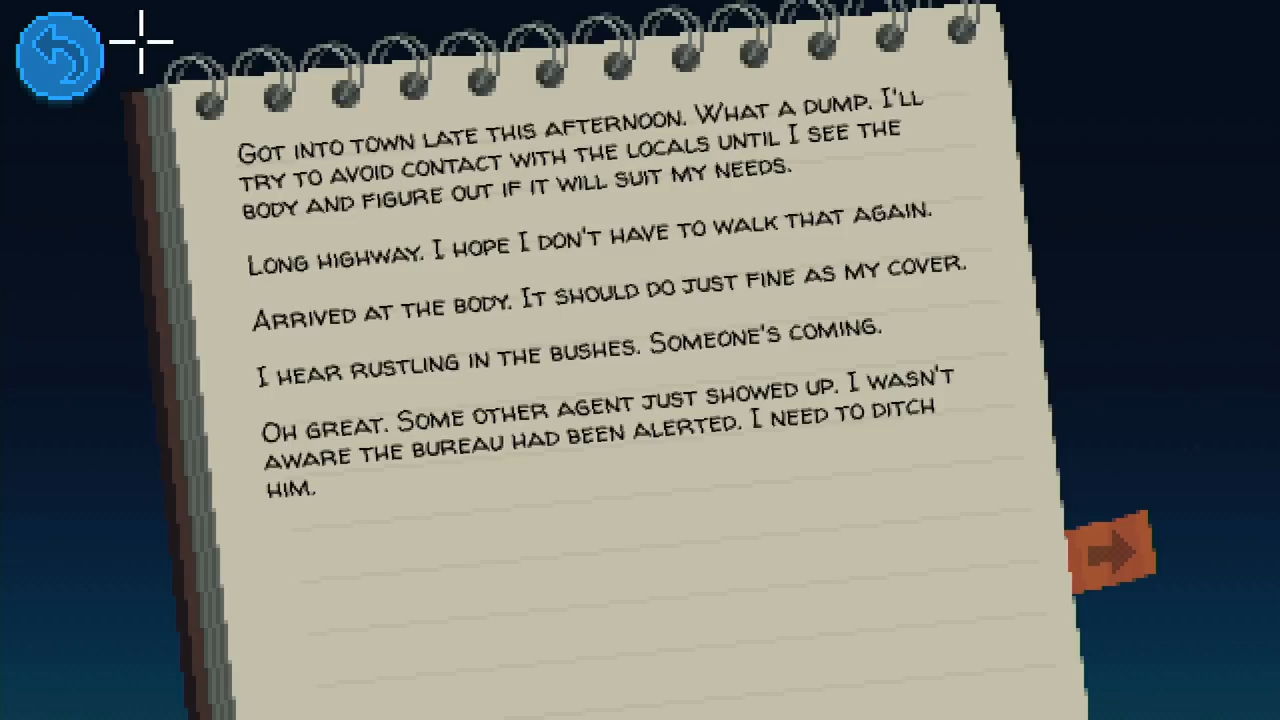 Got into town late this afternoon. What a dump. I'll
try to avoid contact with the locals until I see the
body and figure out if it will suit my needs.
Long highway. I hope I don't have to walk that again.
Arrived at the body. It should do just fine as my cover.
I hear rustling in the bushes. Someone's coming.
Oh great. Some other agent just showed up. I wasn't
aware the bureau had been alerted. I need to ditch
him.